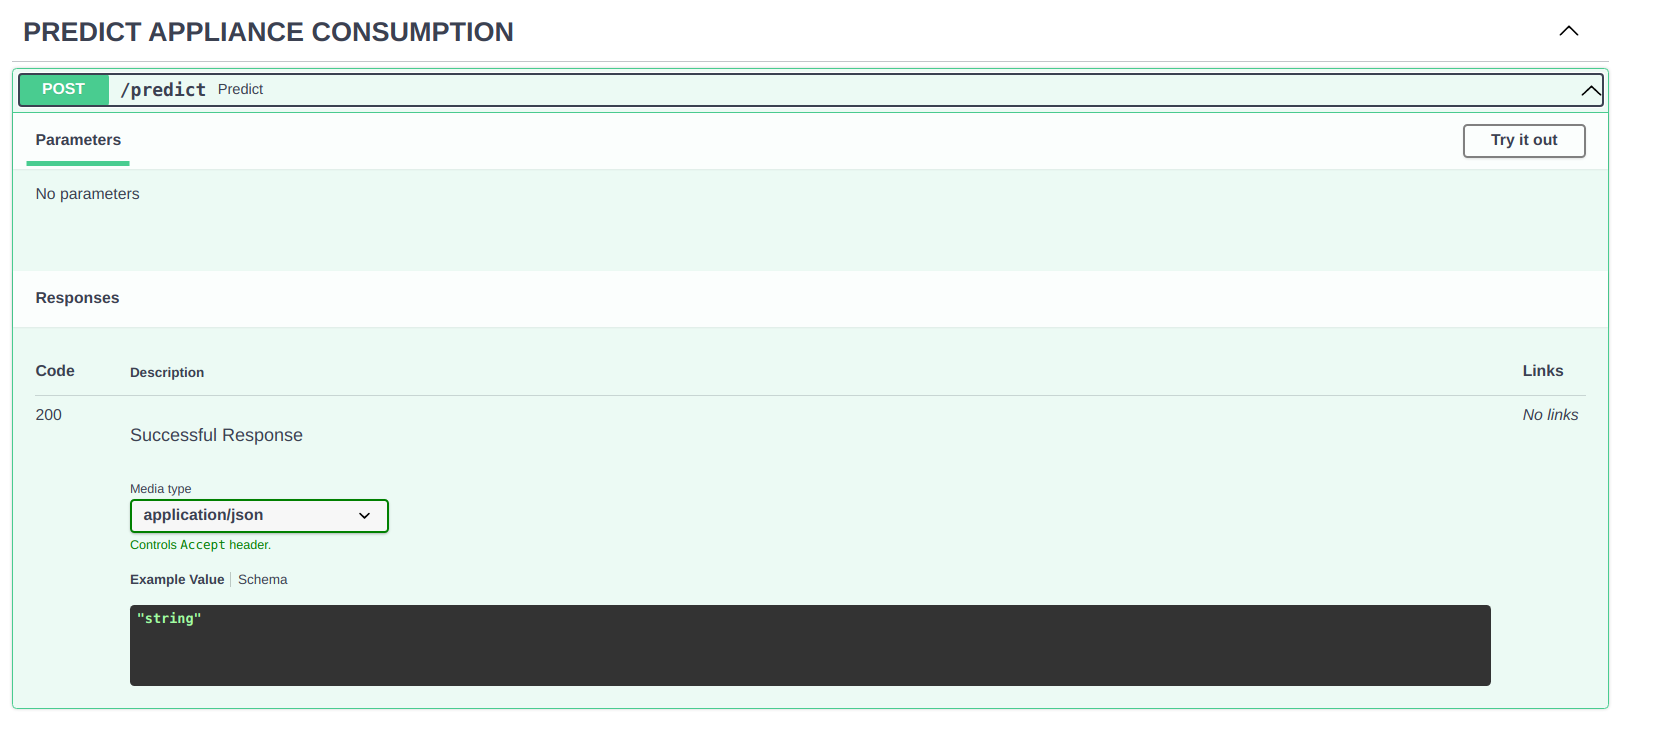 PREDICT APPLIANCE CONSUMPTION
POST /predict Predict
Parameters Try it out
No parameters
Responses
Code Description Links
200 No links
Successful Response
Media type
application/json
Controls Accept header.
Example Value Schema
"string"